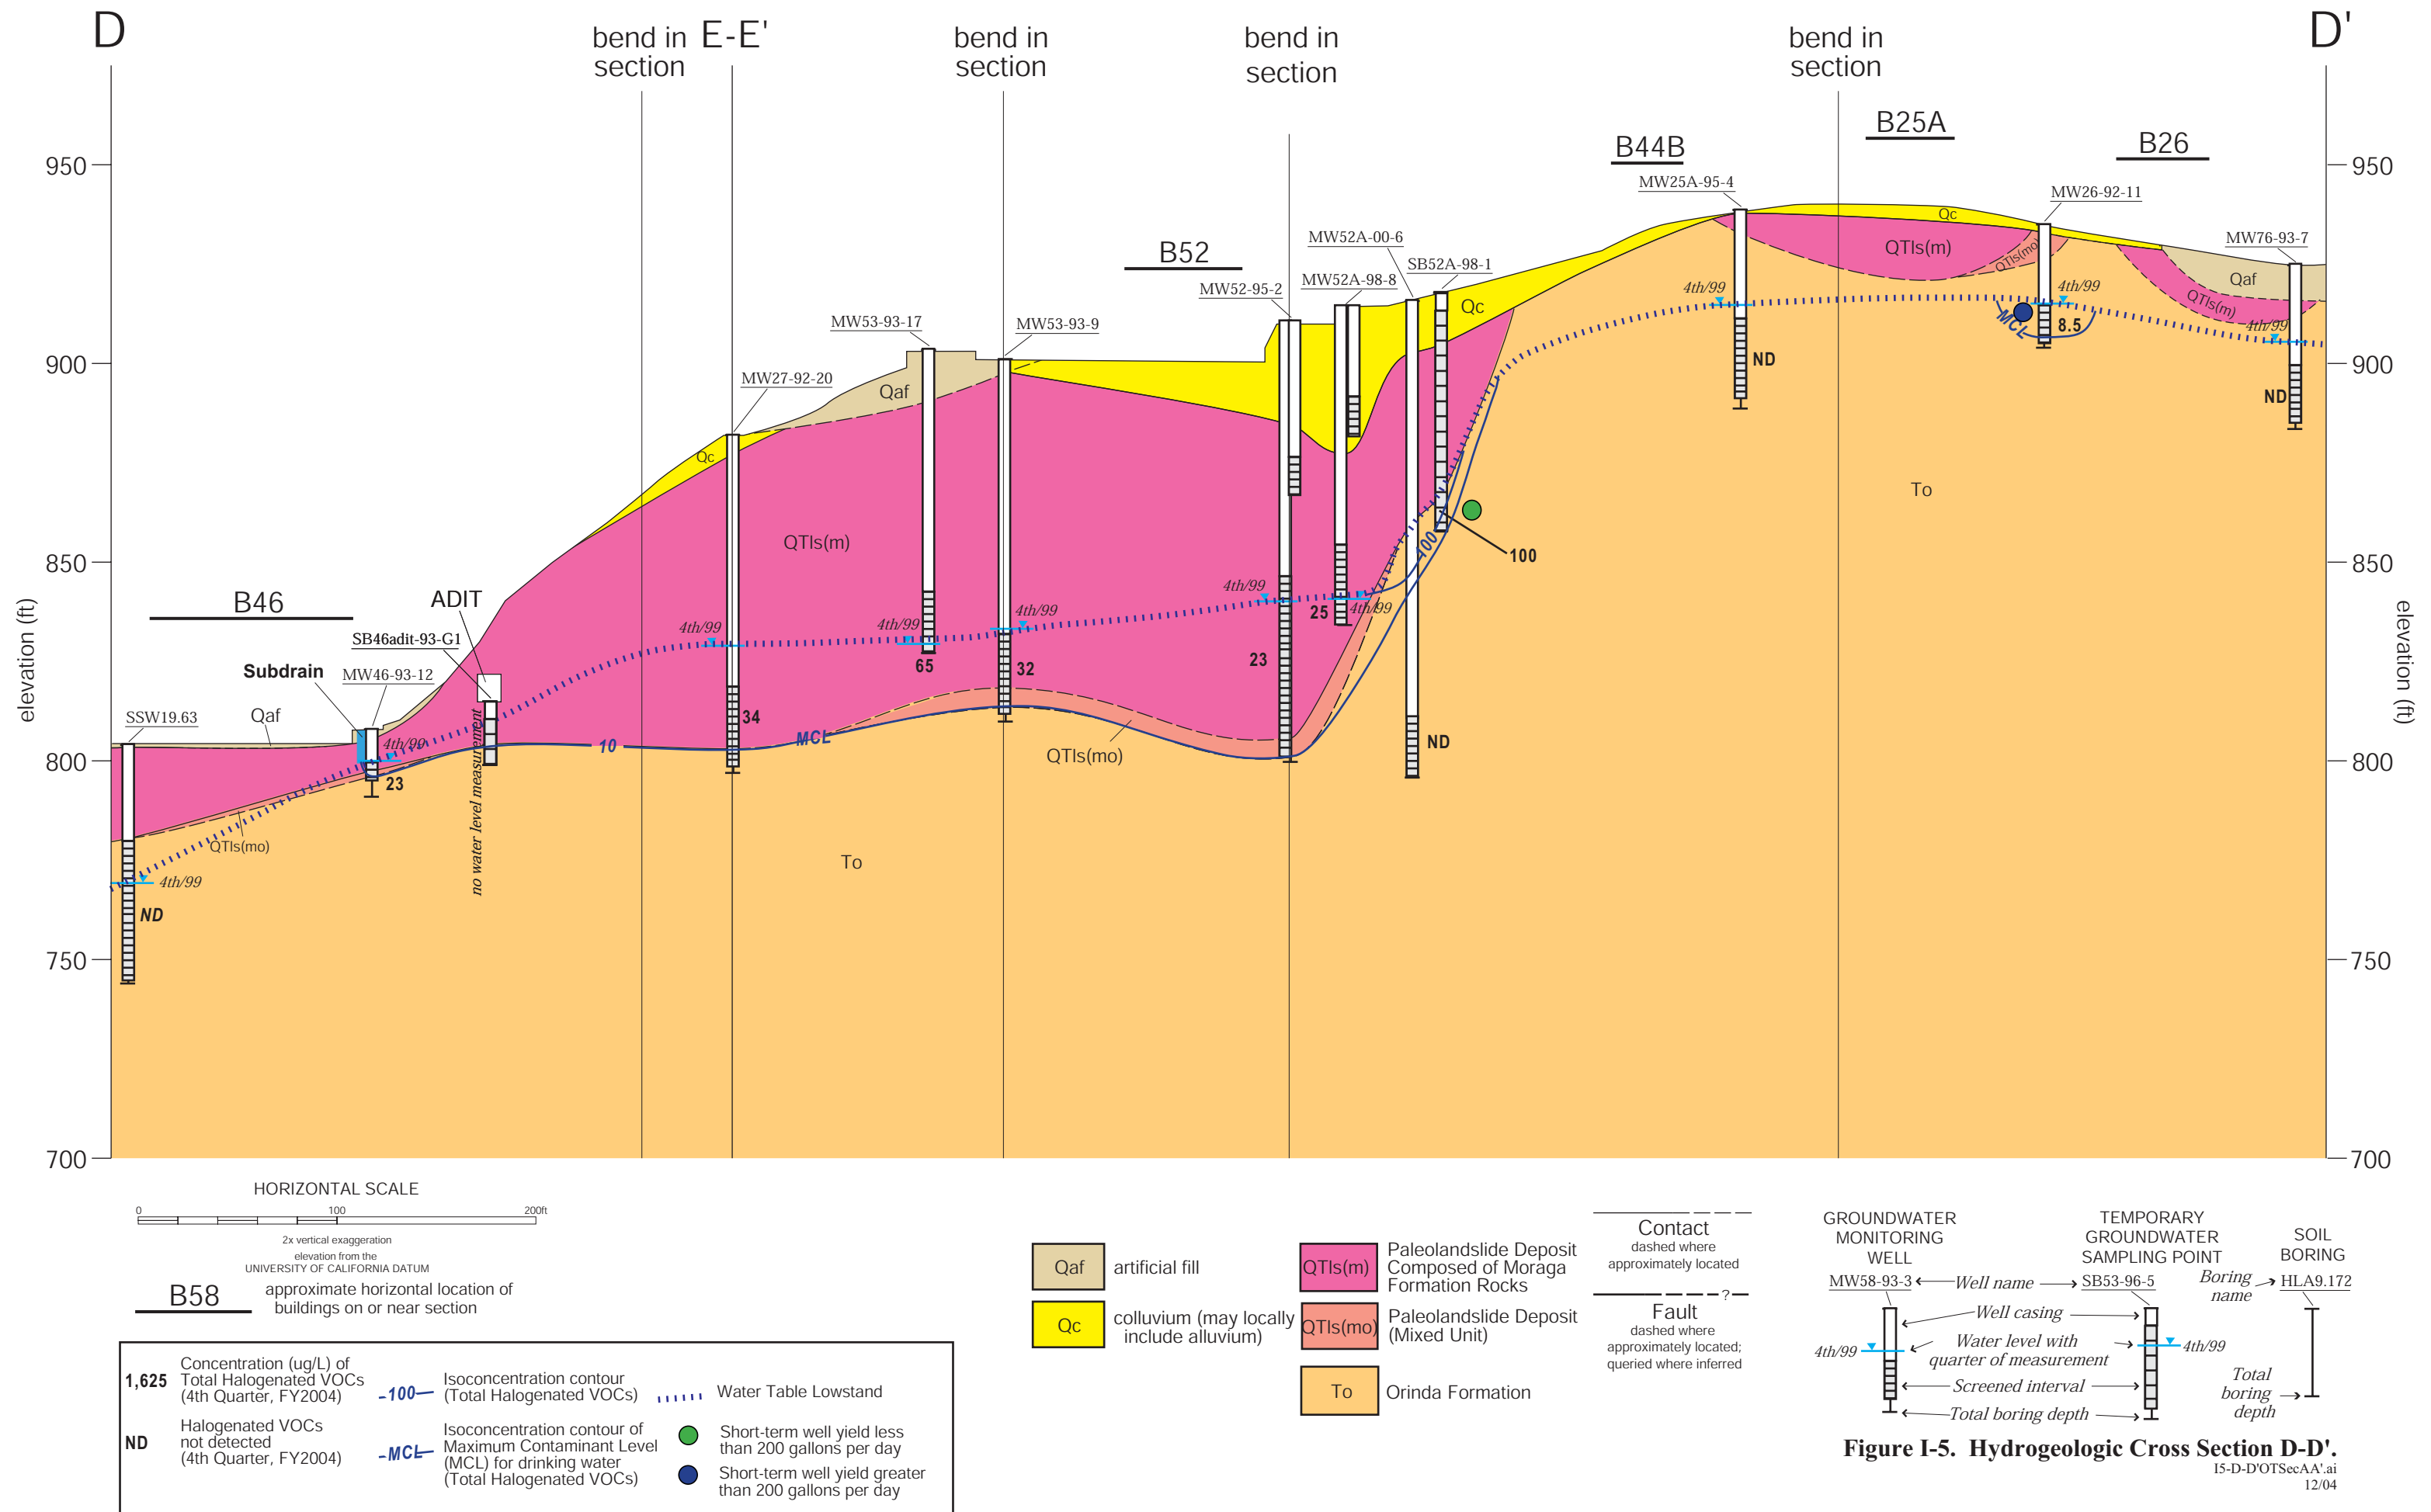 D
bend in
section
E-E'
bend in
section
bend in
section
bend in
section
D'
B25A
B44B
B26
950
950
MW25A-95-4
MW26-92-11
Qc
MW52A-00-6
MW76-93-7
B52
SB52A-98-1
QTls(m)
QTls(mo)
MW52A-98-8
MW52-95-2
Qc
Qaf
4th/99
4th/99
QTls(m)
MW53-93-17
MW53-93-9
MCL
8.5
4th/99
900
900
MW27-92-20
ND
Qaf
ND
Qc
To
QTls(m)
100
100
850
850
elevation (ft)
elevation (ft)
B46
ADIT
4th/99
25
4th/99
4th/99
SB46adit-93-G1
4th/99
4th/99
Subdrain
MW46-93-12
65
32
23
SSW19.63
Qaf
34
4th/99
10
MCL
QTls(mo)
ND
800
800
23
no water level measurement
QTls(mo)
To
4th/99
ND
750
750
700
700
HORIZONTAL SCALE
0 100 200ft
2x vertical exaggeration
elevation from the
UNIVERSITY OF CALIFORNIA DATUM
B58
approximate horizontal location of
buildings on or near section
1,625
Concentration (ug/L) of
Total Halogenated VOCs
(4th Quarter, FY2004)
ND
Halogenated VOCs
not detected
(4th Quarter, FY2004)
-100-
Isoconcentration contour
(Total Halogenated VOCs)
-MCL-
Isoconcentration contour of
Maximum Contaminant Level
(MCL) for drinking water
(Total Halogenated VOCs)
Water Table Lowstand
Short-term well yield less
than 200 gallons per day
Short-term well yield greater
than 200 gallons per day
Qaf
artificial fill
Qc
colluvium (may locally
include alluvium)
QTls(m)
Paleolandslide Deposit
Composed of Moraga
Formation Rocks
QTls(mo)
Paleolandslide Deposit
(Mixed Unit)
To
Orinda Formation
Contact
dashed where
approximately located
?
Fault
dashed where
approximately located;
queried where inferred
GROUNDWATER
MONITORING
WELL
TEMPORARY
GROUNDWATER
SAMPLING POINT
SOIL
BORING
MW58-93-3
Well name
SB53-96-5
Boring
name
HLA9.172
Well casing
4th/99
Water level with
quarter of measurement
4th/99
Screened interval
Total boring depth
Total
boring
depth
Figure I-5. Hydrogeologic Cross Section D-D'.
I5-D-D'OTSecAA'.ai
12/04